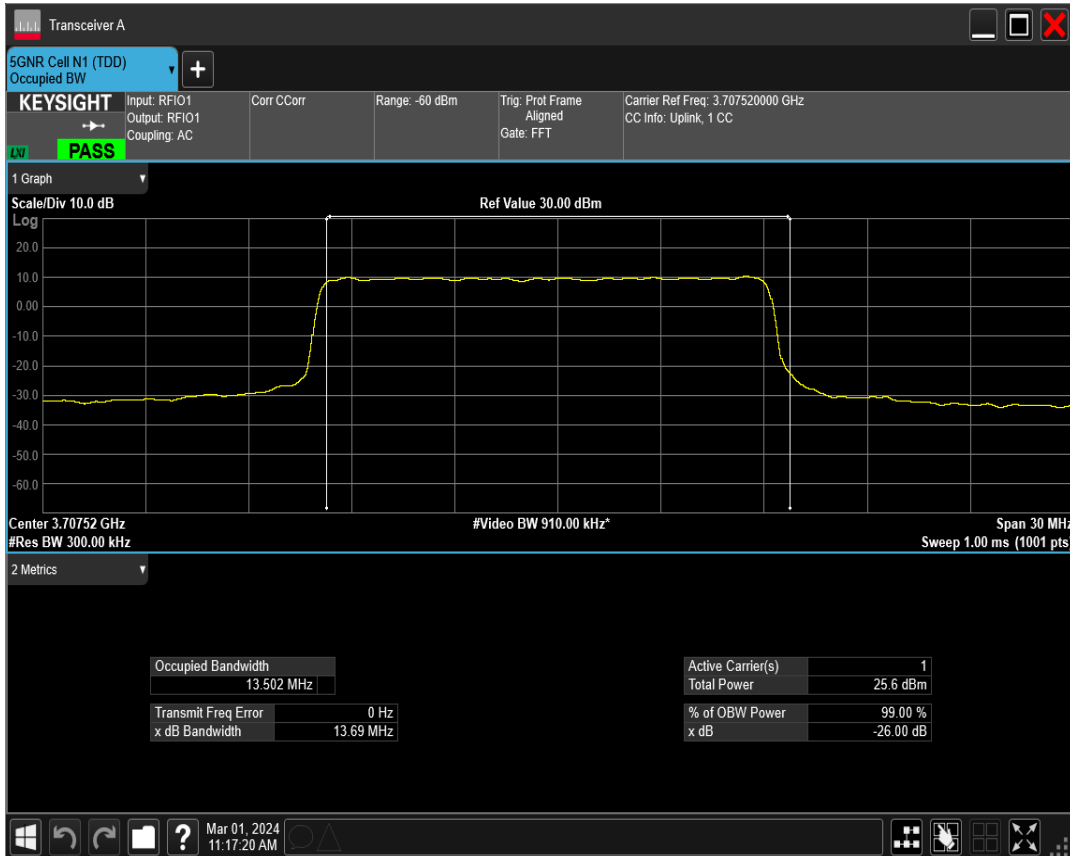 Transceiver A
5GNR Cell N1 (TDD)
Occupied BW
+
KEYSIGHT
LXI
PASS
Input: RFIO1
Output: RFIO1
Coupling: AC
Corr CCorr
Range: -60 dBm
Trig: Prot Frame
Aligned
Gate: FFT
Carrier Ref Freq: 3.707520000 GHz
CC Info: Uplink, 1 CC
1 Graph
Scale/Div 10.0 dB
Ref Value 30.00 dBm
Log
20.0
10.0
0.00
-10.0
-20.0
-30.0
-40.0
-50.0
-60.0
Center 3.70752 GHz
#Video BW 910.00 kHz*
Span 30 MHz
#Res BW 300.00 kHz
Sweep 1.00 ms (1001 pts)
2 Metrics
Occupied Bandwidth
13.502 MHz
Transmit Freq Error 0 Hz
x dB Bandwidth 13.69 MHz
Active Carrier(s) 1
Total Power 25.6 dBm
% of OBW Power 99.00 %
x dB -26.00 dB
?
Mar 01, 2024
11:17:20 AM